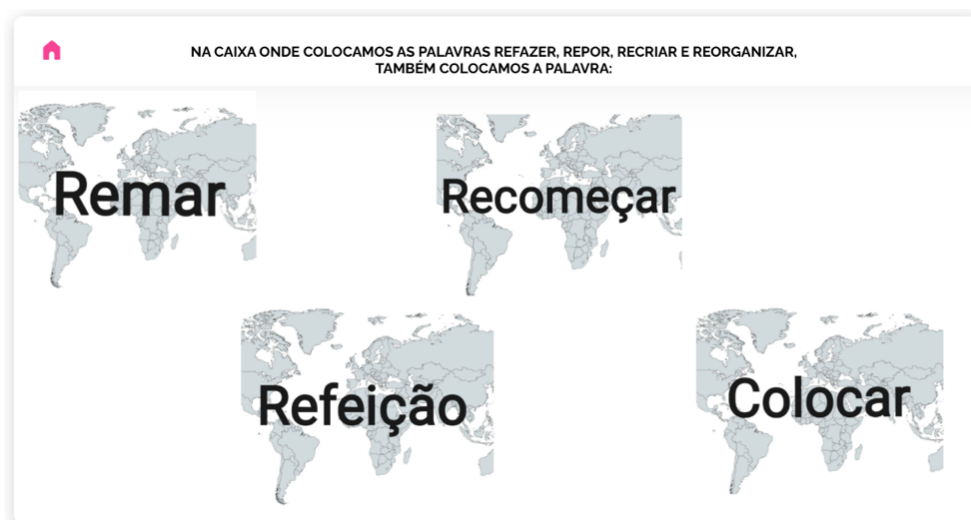 NA CAIXA ONDE COLOCAMOS AS PALAVRAS REFAZER, REPOR, RECRIAR E REORGANIZAR,
TAMBÉM COLOCAMOS A PALAVRA:
Remar
Recomeçar
Refeição
Colocar